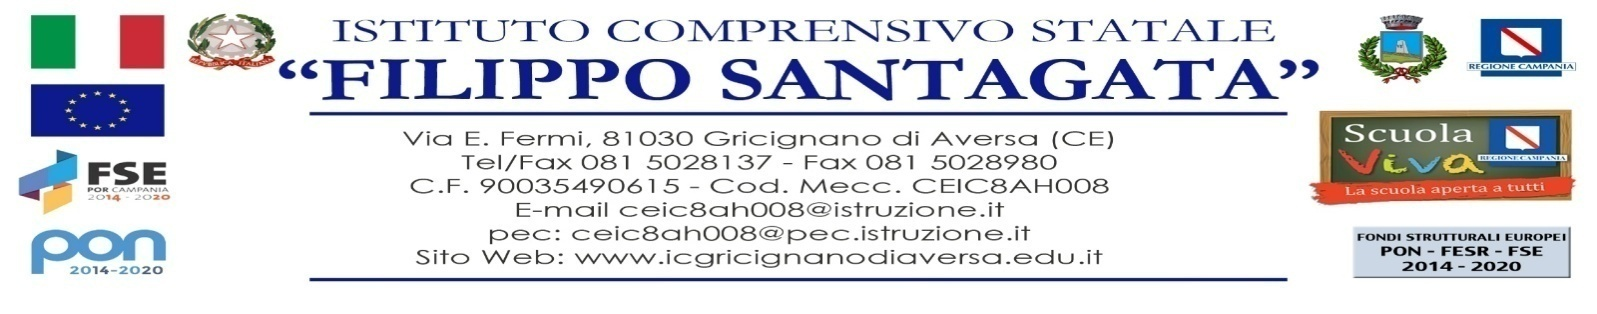 ISTITUTO COMPRENSIVO STATALE
“FILIPPO SANTAGATA”
Via E. Fermi, 81030 Gricignano di Aversa (CE)
Tel/Fax 081 5028137 - Fax 081 5028980
C.F. 90035490615 - Cod. Mecc. CEIC8AH008
E-mail ceic8ah008@istruzione.it
pec: ceic8ah008@pec.istruzione.it
Sito Web: www.icgricignanodiaversa.edu.it
REPUBBLICA ITALIANA
FSE
POR CAMPANIA
2014 - 2020
pon
2014-2020
REGIONE CAMPANIA
Scuola
Viva
REGIONE CAMPANIA
La scuola aperta a tutti
FONDI STRUTTURALI EUROPEI
PON - FESR - FSE
2014 - 2020